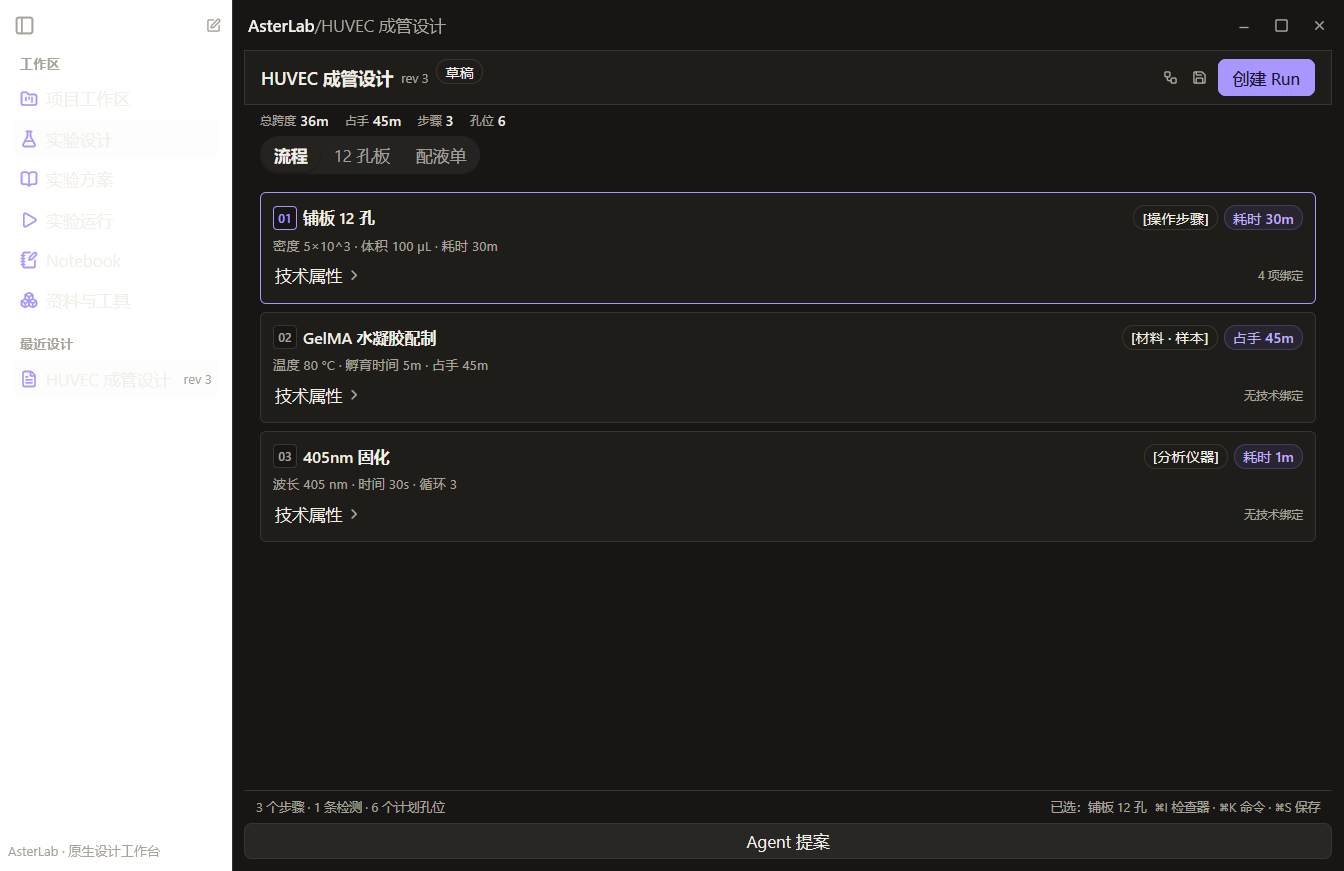 AsterLab/HUVEC 成管设计
工作区
项目工作区
实验设计
实验方案
实验运行
Notebook
资料与工具
最近设计
HUVEC 成管设计 rev 3
AsterLab · 原生设计工作台
HUVEC 成管设计 rev 3 草稿
创建 Run
总跨度 36m 占手 45m 步骤 3 孔位 6
流程 12 孔板 配液单
01 铺板 12 孔 [操作步骤] 耗时 30m
密度 5×10^3 · 体积 100 µL · 耗时 30m
技术属性 4 项绑定
02 GelMA 水凝胶配制 [材料 · 样本] 占手 45m
温度 80 °C · 孵育时间 5m · 占手 45m
技术属性 无技术绑定
03 405nm 固化 [分析仪器] 耗时 1m
波长 405 nm · 时间 30s · 循环 3
技术属性 无技术绑定
3 个步骤 · 1 条检测 · 6 个计划孔位 已选：铺板 12 孔 ⌘I 检查器 · ⌘K 命令 · ⌘S 保存
Agent 提案